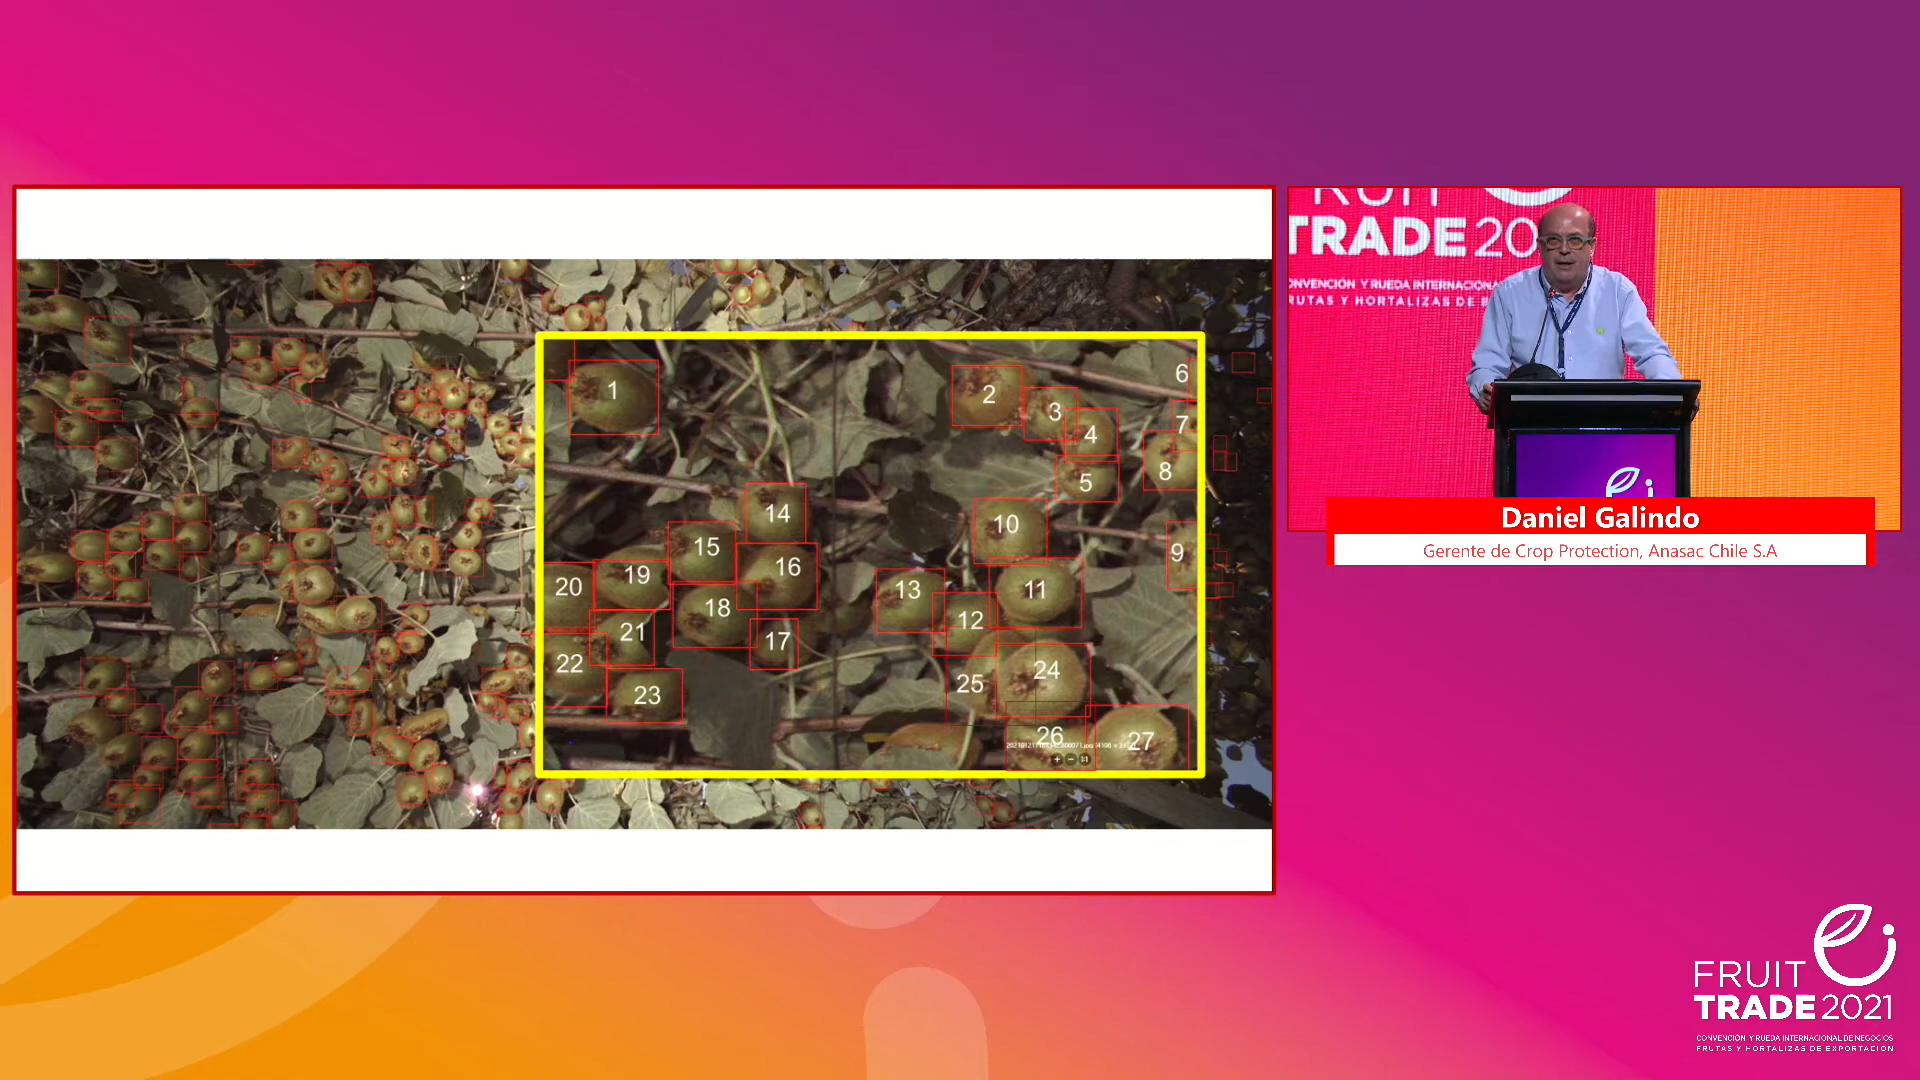 1
2
3
4
5
6
7
8
9
10
11
12
13
14
15
16
17
18
19
20
21
22
23
24
25
26
27
FRUIT
TRADE 20
CONVENCIÓN Y RUEDA INTERNACIONA
FRUTAS Y HORTALIZAS DE
Daniel Galindo
Gerente de Crop Protection, Anasac Chile S.A
FRUIT
TRADE 2021
CONVENCIÓN Y RUEDA INTERNACIONAL DE NEGOCIOS
FRUTAS Y HORTALIZAS DE EXPORTACIÓN